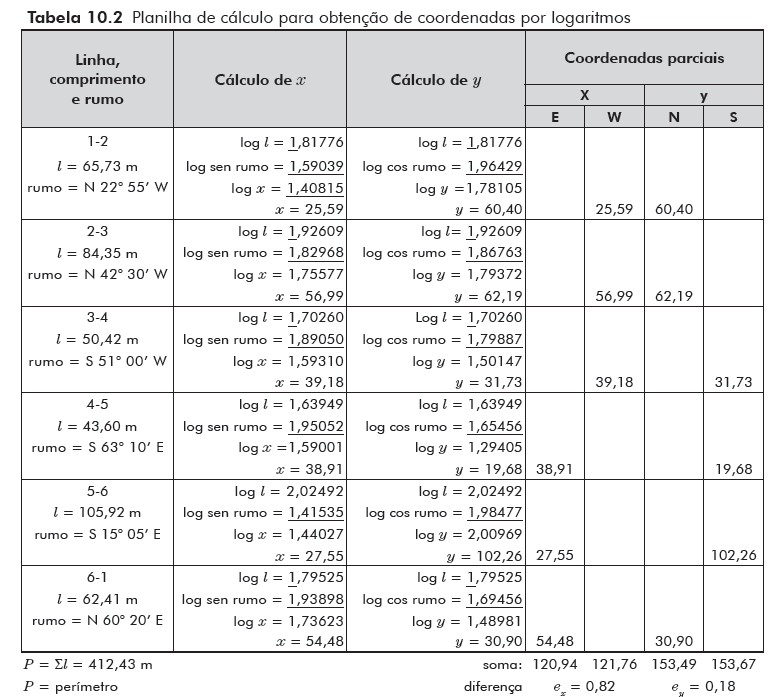 Tabela 10.2 Planilha de cálculo para obtenção de coordenadas por logaritmos
Linha, comprimento e rumo
Cálculo de x
Cálculo de y
Coordenadas parciais
X y
E W N S
1-2 log l = 1,81776 log l = 1,81776
l = 65,73 m log sen rumo = 1,59039 log cos rumo = 1,96429
rumo = N 22° 55' W log x = 1,40815 log y =1,78105
x = 25,59 y = 60,40 25,59 60,40
2-3 log l = 1,92609 log l= 1,92609
l = 84,35 m log sen rumo = 1,82968 log cos rumo = 1,86763
rumo = N 42° 30' W log x = 1,75577 log y = 1,79372
x = 56,99 y = 62,19 56,99 62,19
3-4 log l = 1,70260 Log l = 1,70260
l = 50,42 m log sen rumo = 1,89050 log cos rumo = 1,79887
rumo = S 51° 00' W log x = 1,59310 log y = 1,50147
x = 39,18 y = 31,73 39,18 31,73
4-5 log l = 1,63949 log l = 1,63949
l = 43,60 m log sen rumo = 1,95052 log cos rumo = 1,65456
rumo = S 63° 10' E log x =1,59001 log y = 1,29405
x = 38,91 y = 19,68 38,91 19,68
5-6 log l = 2,02492 log l = 2,02492
l = 105,92 m log sen rumo = 1,41535 log cos rumo = 1,98477
rumo = S 15° 05' E log x = 1,44027 log y = 2,00969
x = 27,55 y = 102,26 27,55 102,26
6-1 log l = 1,79525 log l = 1,79525
l = 62,41 m log sen rumo = 1,93898 log cos rumo = 1,69456
rumo = N 60° 20' E log x = 1,73623 log y = 1,48981
x = 54,48 y = 30,90 54,48 30,90
P = Σl = 412,43 m soma: 120,94 121,76 153,49 153,67
P = perímetro diferença eₓ = 0,82 e_y = 0,18